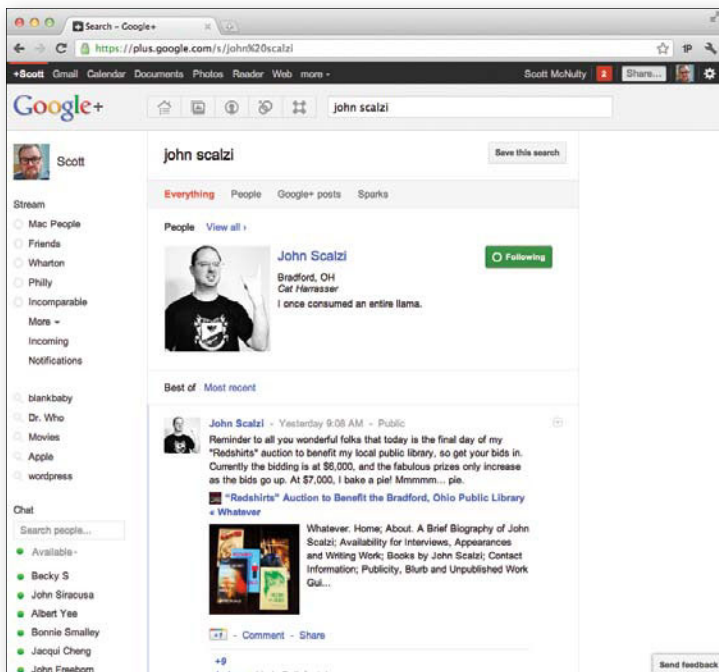 Search - Google+
https://plus.google.com/s/john%20scalzi
1P
+Scott Gmail Calendar Documents Photos Reader Web more
Scott McNulty 2 Share...
Google+
john scalzi
Scott
Stream
Mac People
Friends
Wharton
Philly
Incomparable
More
Incoming
Notifications
blankbaby
Dr. Who
Movies
Apple
wordpress
Chat
Search people...
Available
Becky S
John Siracusa
Albert Yee
Bonnie Smalley
Jacqui Cheng
John Freeborn
john scalzi
Save this search
Everything People Google+ posts Sparks
People View all ›
John Scalzi
Following
Bradford, OH
Cat Harrasser
I once consumed an entire llama.
Best of Most recent
John Scalzi - Yesterday 9:08 AM - Public
Reminder to all you wonderful folks that today is the final day of my
"Redshirts" auction to benefit my local public library, so get your bids in.
Currently the bidding is at $6,000, and the fabulous prizes only increase
as the bids go up. At $7,000, I bake a pie! Mmmmm... pie.
"Redshirts" Auction to Benefit the Bradford, Ohio Public Library
« Whatever
Whatever. Home; About. A Brief Biography of John
Scalzi; Availability for Interviews, Appearances
and Writing Work; Books by John Scalzi; Contact
Information; Publicity, Blurb and Unpublished Work
Gui...
+1 - Comment - Share
+9
Send feedback